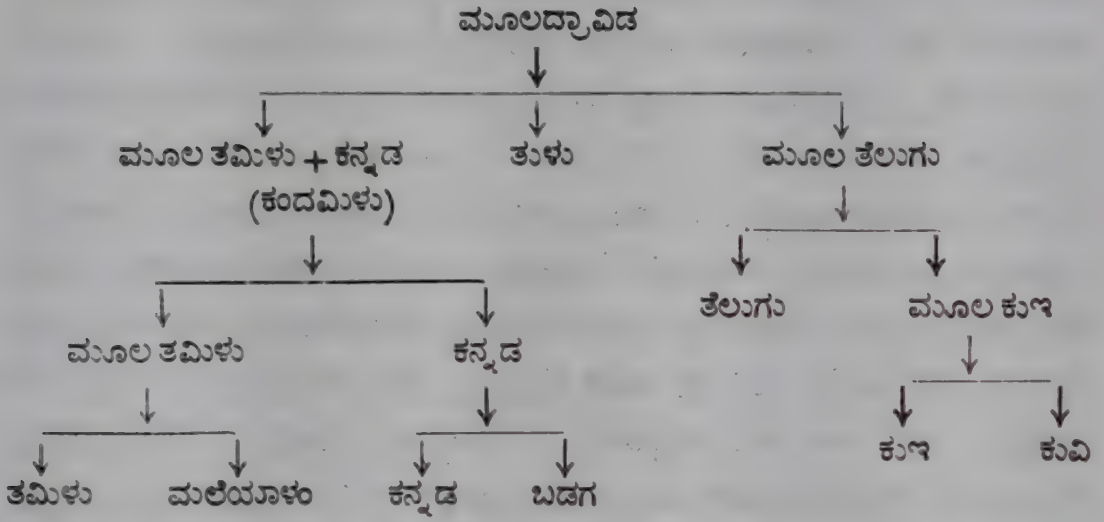 ಮೂಲದ್ರಾವಿಡ
ಮೂಲ ತಮಿಳು + ಕನ್ನಡ ತುಳು ಮೂಲ ತೆಲುಗು
(ಕಂದಮಿಳು)
ತೆಲುಗು ಮೂಲ ಕುಇ
ಮೂಲ ತಮಿಳು ಕನ್ನಡ
ಕುಇ ಕುವಿ
ತಮಿಳು ಮಲೆಯಾಳಂ ಕನ್ನಡ ಬಡಗ